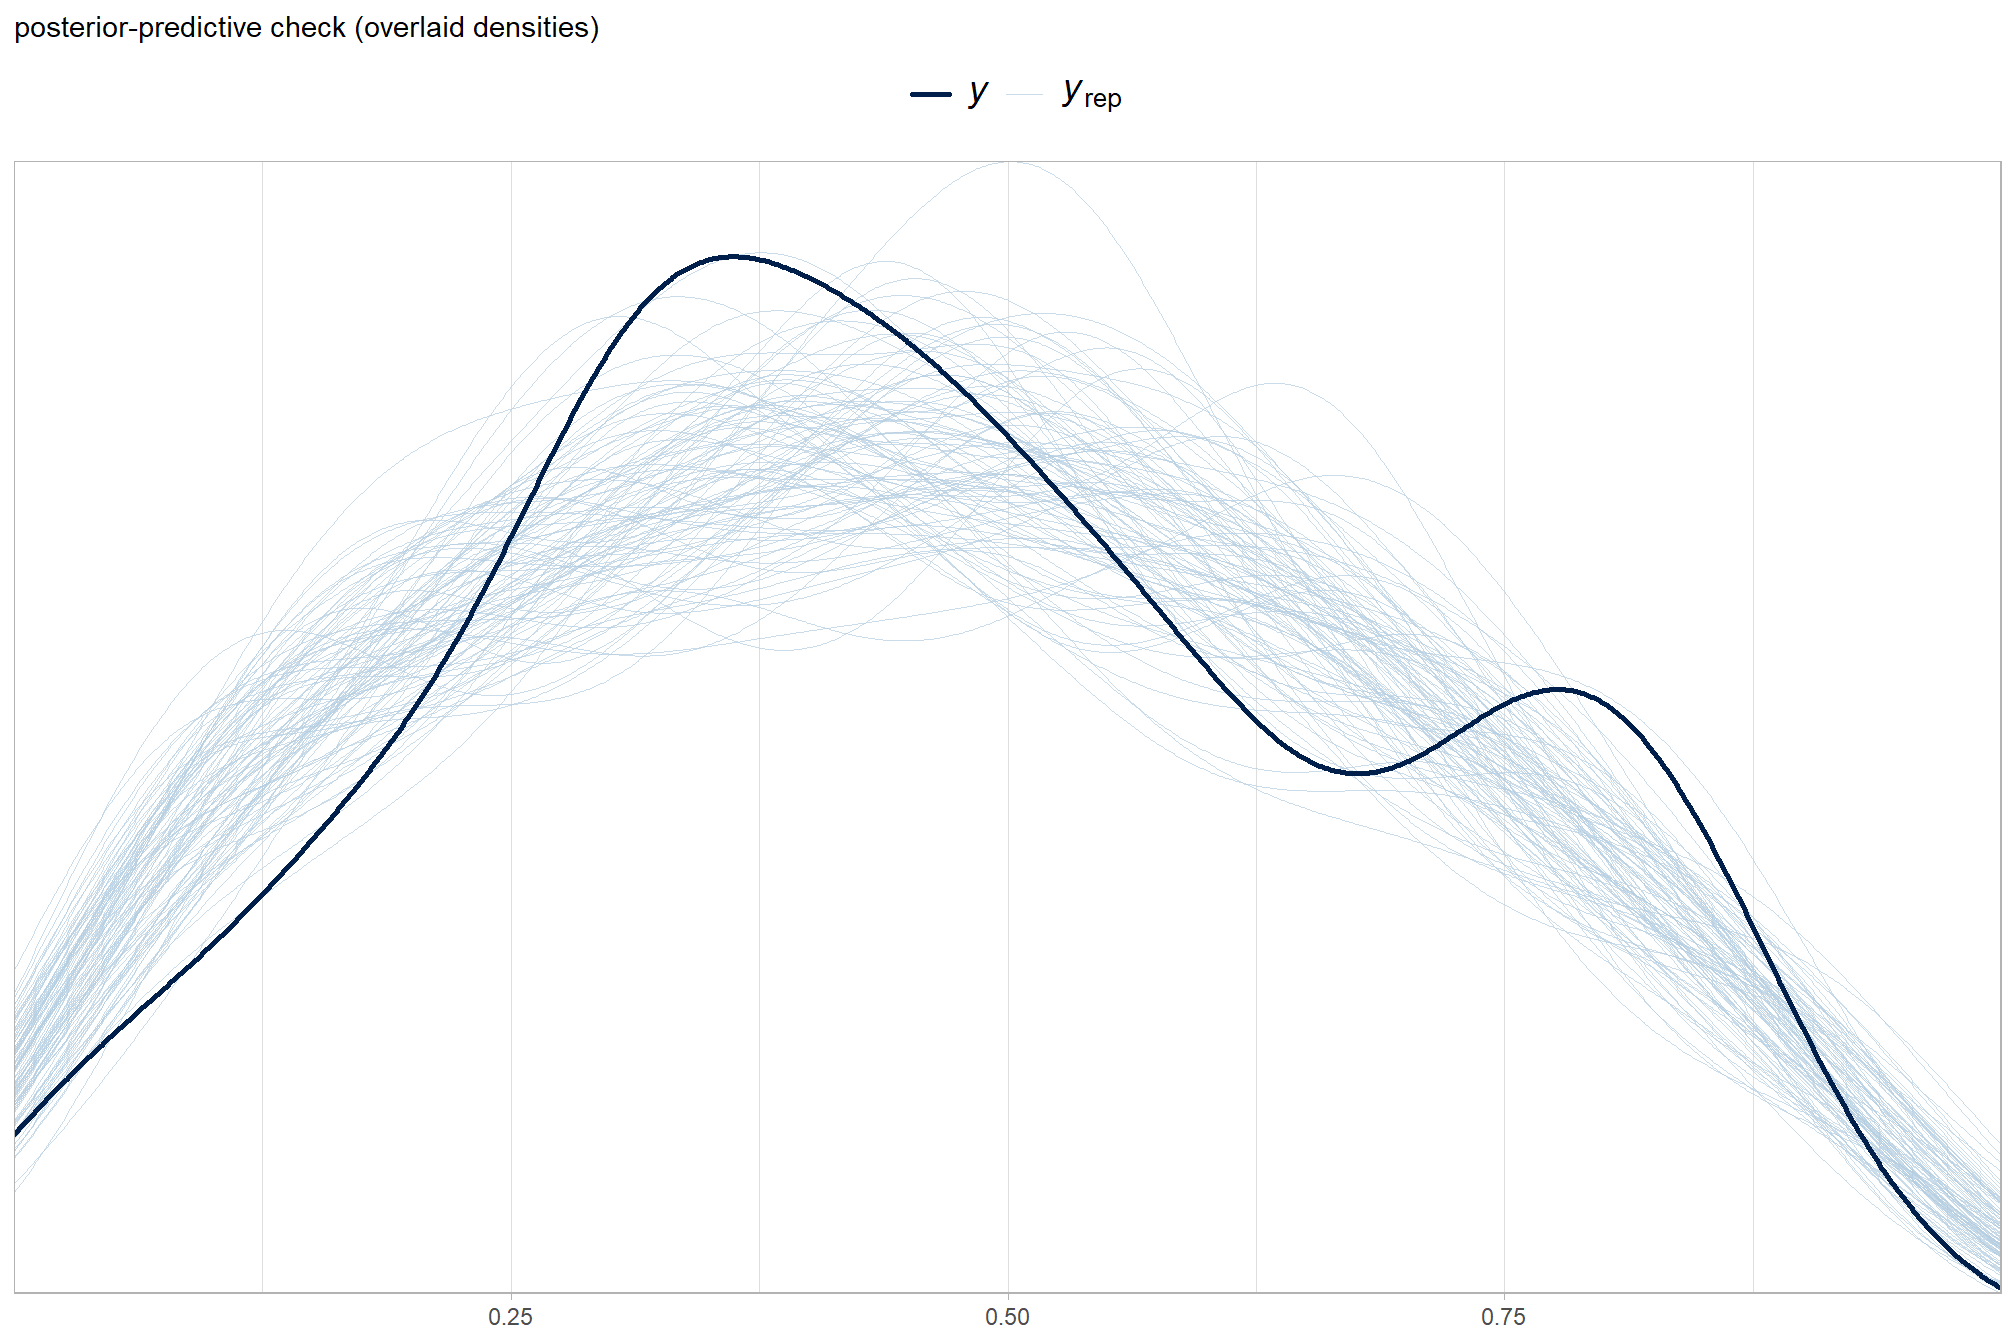 posterior-predictive check (overlaid densities)
y y rep
0.25 0.50 0.75